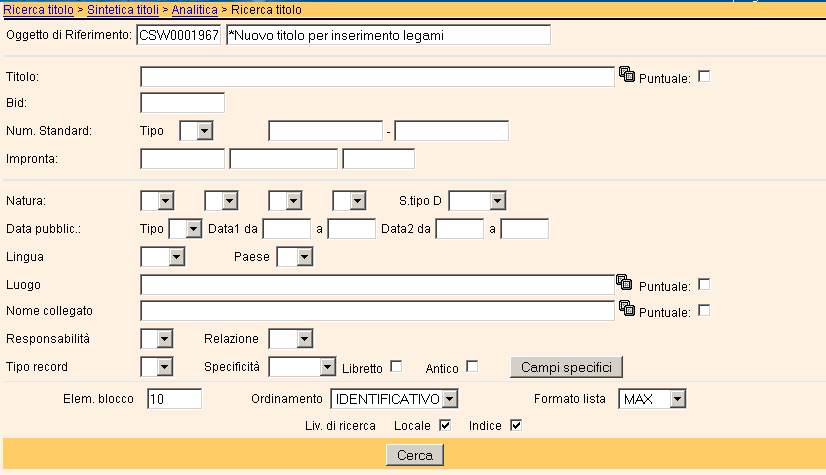 Ricerca titolo > Sintetica titoli > Analitica > Ricerca titolo
Oggetto di Riferimento: CSW0001967 *Nuovo titolo per inserimento legami
Titolo: Puntuale:
Bid:
Num. Standard: Tipo -
Impronta:
Natura: S.tipo D
Data pubblic.: Tipo Data1 da a Data2 da a
Lingua Paese
Luogo Puntuale:
Nome collegato Puntuale:
Responsabilità Relazione
Tipo record Specificità Libretto Antico Campi specifici
Elem. blocco 10 Ordinamento IDENTIFICATIVO Formato lista MAX
Liv. di ricerca Locale Indice
Cerca